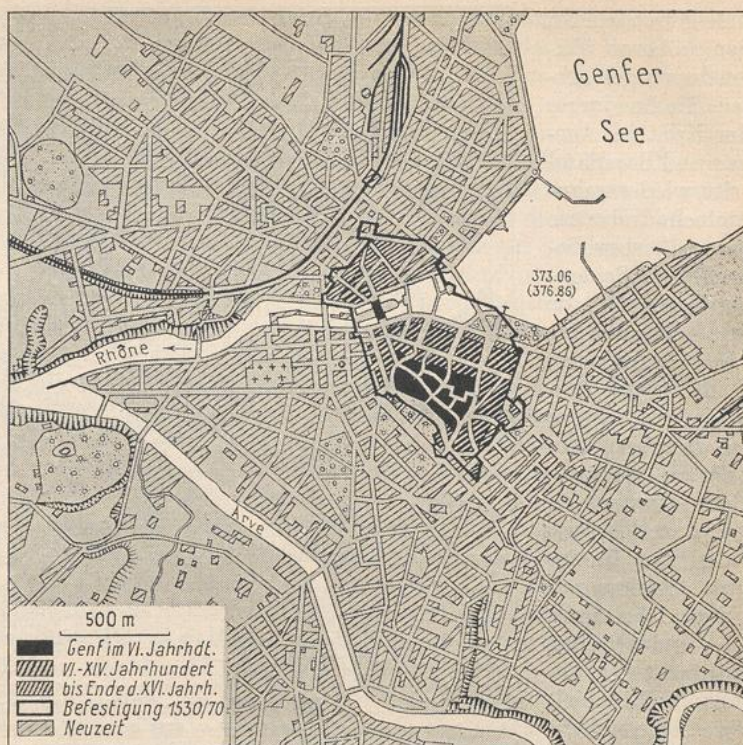 Genfer
See
373.06
(376.86)
Rhône
Arve
500 m
Genf im VI. Jahrhdt.
VI.-XIV. Jahrhundert
bis Ende d. XVI. Jahrh.
Befestigung 1530/70
Neuzeit